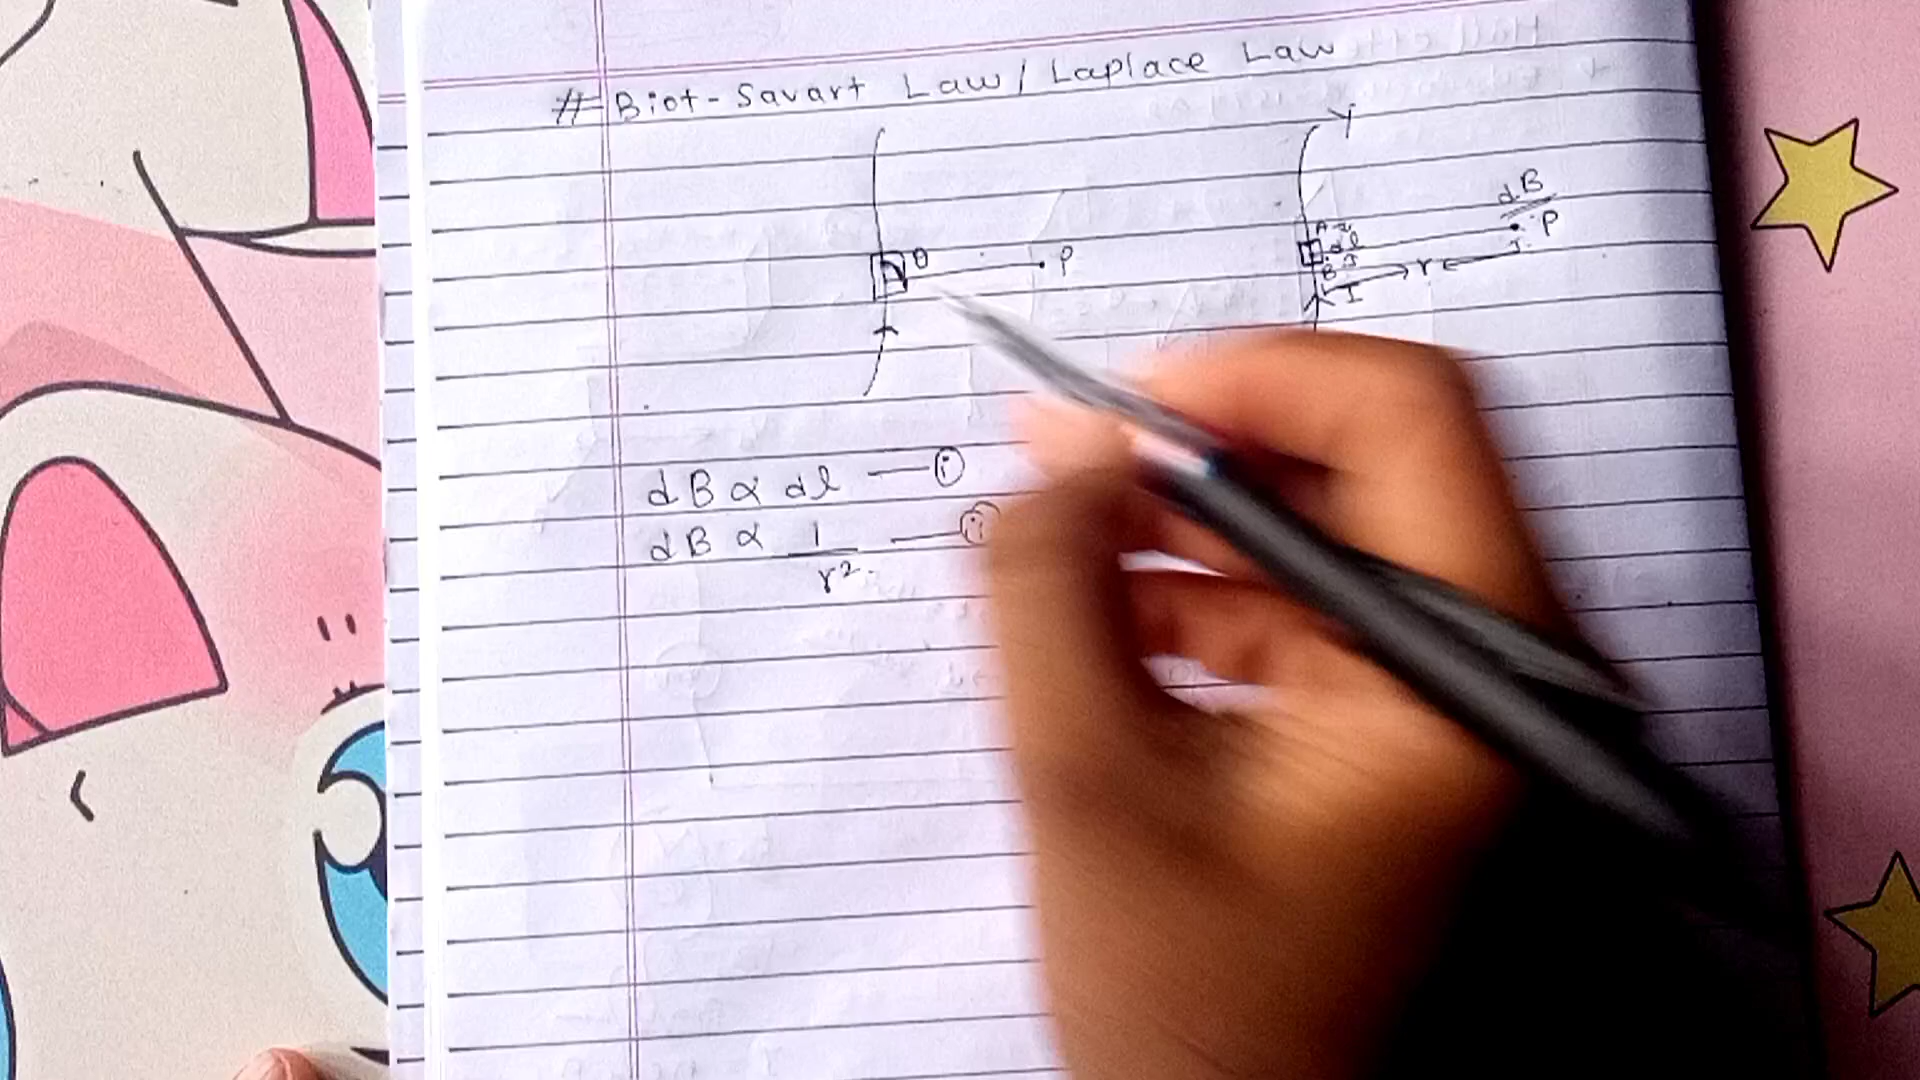 # Biot-Savart Law / Laplace Law
Y
dB
P
A
dl
B
r
I
θ
P
dB ∝ dl — (i)
dB ∝ 1/r² — (ii)